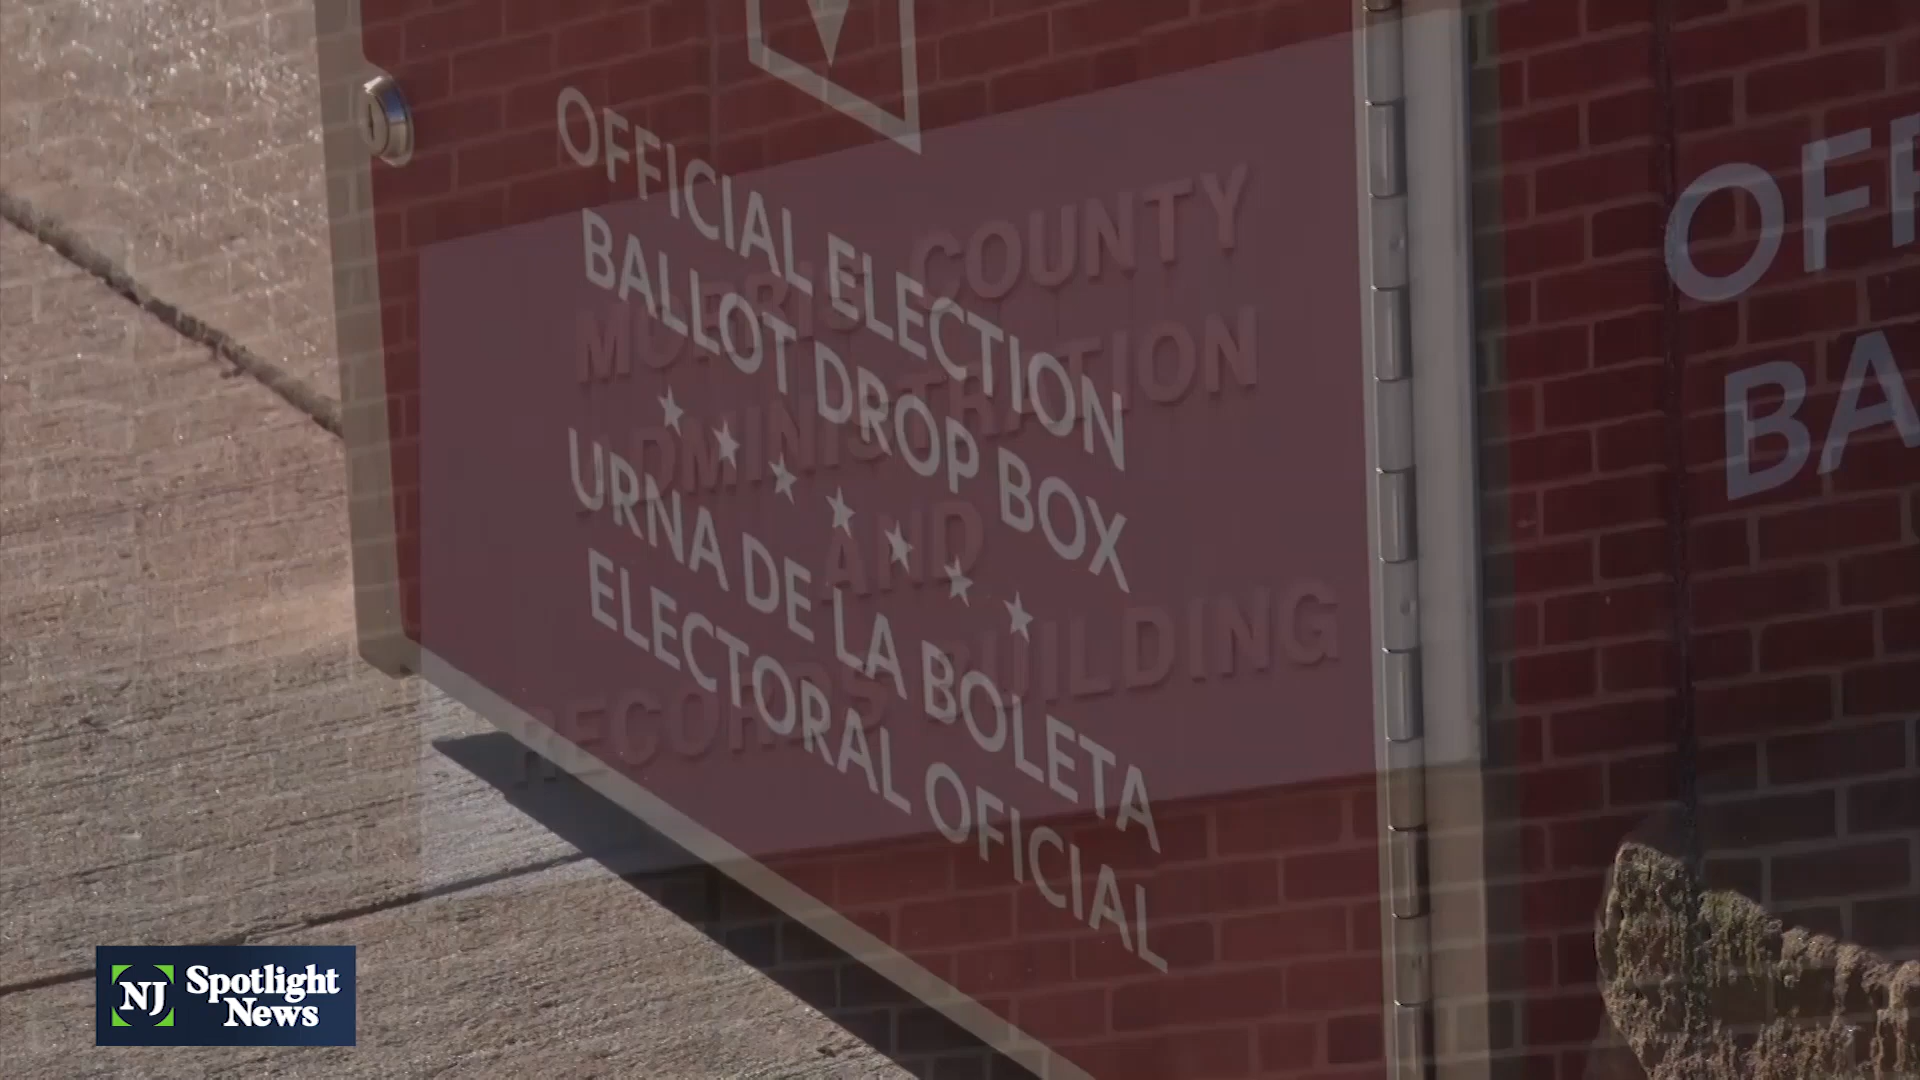 OFFICIAL ELECTION
BALLOT DROP BOX
URNA DE LA BOLETA
ELECTORAL OFICIAL
MORRIS COUNTY
ADMINISTRATION
AND
RECORDS BUILDING
OFF
BA
NJ Spotlight
News